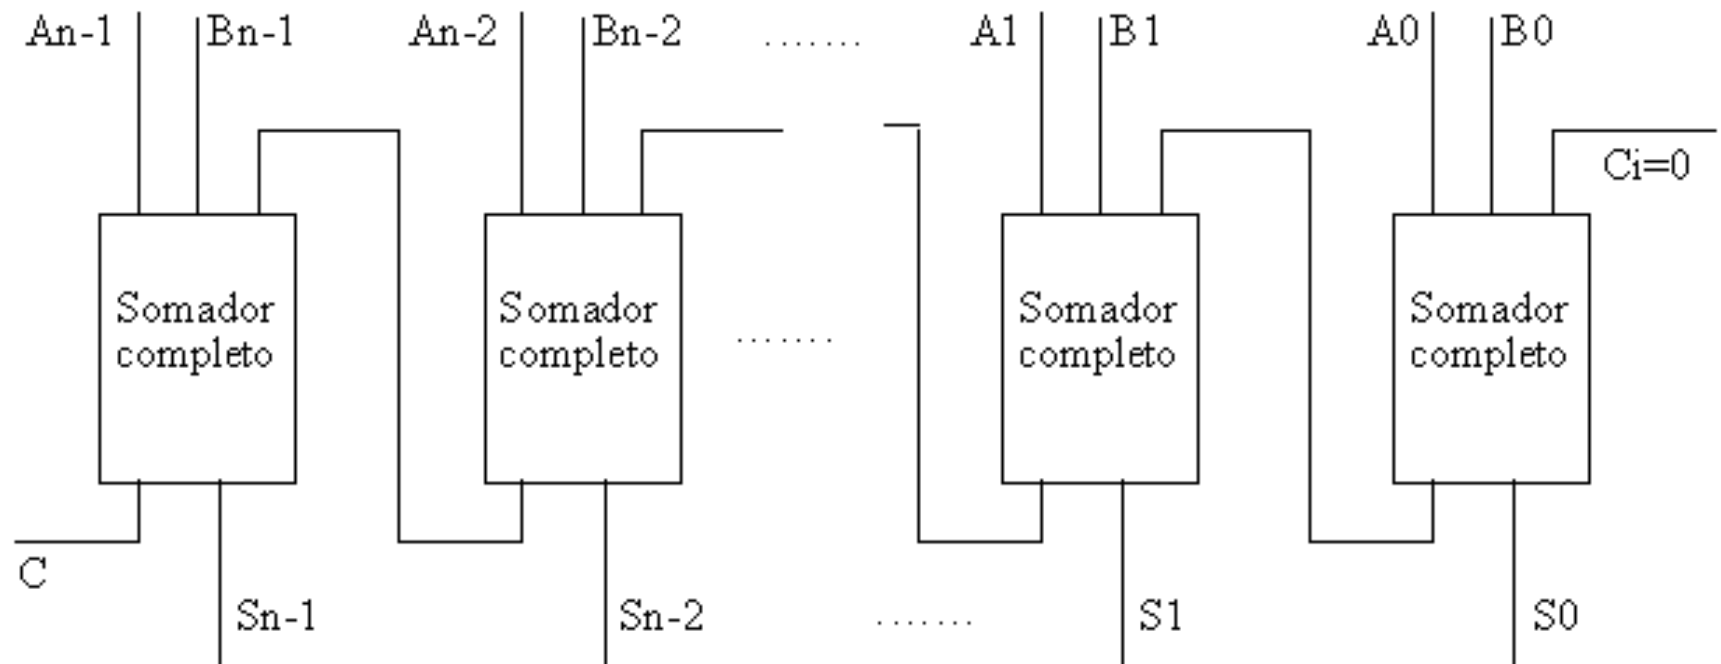 An-1 Bn-1 An-2 Bn-2 ....... A1 B1 A0 B0
Ci=0
Somador Somador Somador Somador
completo completo ....... completo completo
C
Sn-1 Sn-2 ....... S1 S0